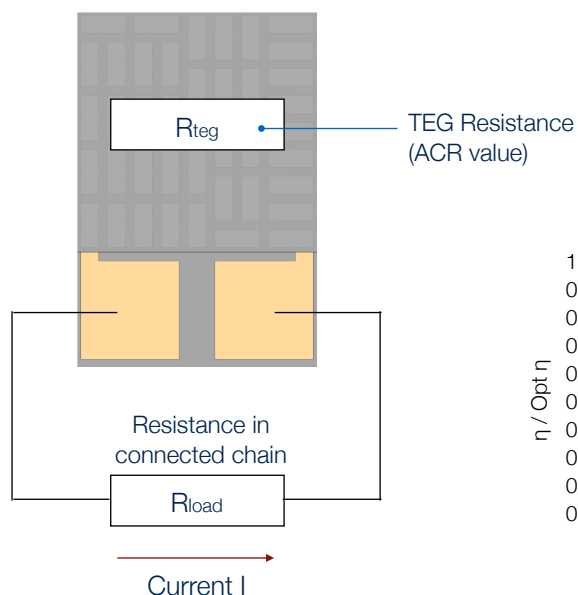 Rteg
TEG Resistance
(ACR value)
Resistance in
connected chain
Rload
Current I
η / Opt η
1
0
0
0
0
0
0
0
0
0